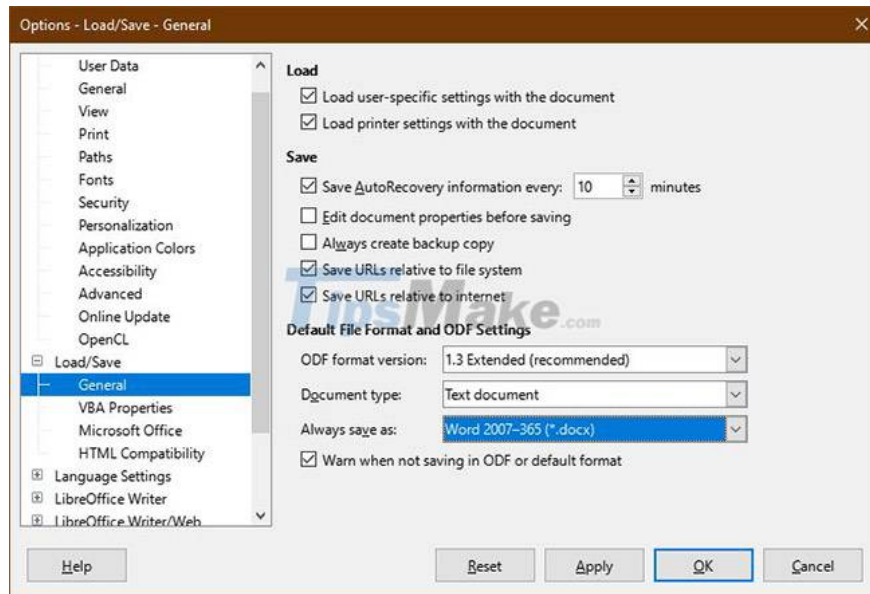 Options - Load/Save - General
User Data
General
View
Print
Paths
Fonts
Security
Personalization
Application Colors
Accessibility
Advanced
Online Update
OpenCL
Load/Save
General
VBA Properties
Microsoft Office
HTML Compatibility
Language Settings
LibreOffice Writer
LibreOffice Writer/Web
Load
Load user-specific settings with the document
Load printer settings with the document
Save
Save AutoRecovery information every: 10 minutes
Edit document properties before saving
Always create backup copy
Save URLs relative to file system
Save URLs relative to internet
TipsMake.com
Default File Format and ODF Settings
ODF format version: 1.3 Extended (recommended)
Document type: Text document
Always save as: Word 2007–365 (*.docx)
Warn when not saving in ODF or default format
Help Reset Apply OK Cancel